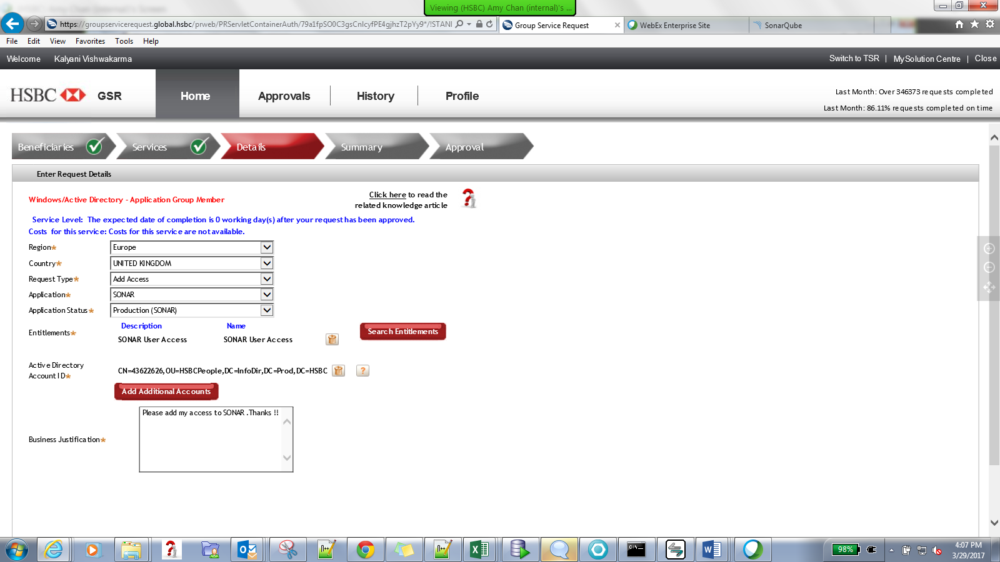 Viewing (HSBC) Amy Chan (internal)'s ...
https://groupservicerequest.global.hsbc/prweb/PRServletContainerAuth/79a1fpSO0C3gsCnIcyfPE4gjhzT2pYy9*/!STANI
Group Service Request
WebEx Enterprise Site
SonarQube
File Edit View Favorites Tools Help
Welcome Kalyani Vishwakarma
Switch to TSR | MySolution Centre | Close
HSBC GSR
Home
Approvals
History
Profile
Last Month: Over 346373 requests completed
Last Month: 86.11% requests completed on time
Beneficiaries
Services
Details
Summary
Approval
Enter Request Details
Windows/Active Directory - Application Group Member
Click here to read the
related knowledge article
Service Level: The expected date of completion is 0 working day(s) after your request has been approved.
Costs for this service: Costs for this service are not available.
Region* Europe
Country* UNITED KINGDOM
Request Type* Add Access
Application* SONAR
Application Status* Production (SONAR)
Description Name
Entitlements*
SONAR User Access SONAR User Access
Search Entitlements
Active Directory
Account ID*
CN=43622626,OU=HSBCPeople,DC=InfoDir,DC=Prod,DC=HSBC
?
Add Additional Accounts
Please add my access to SONAR .Thanks !!
Business Justification*
98%
4:07 PM
3/29/2017